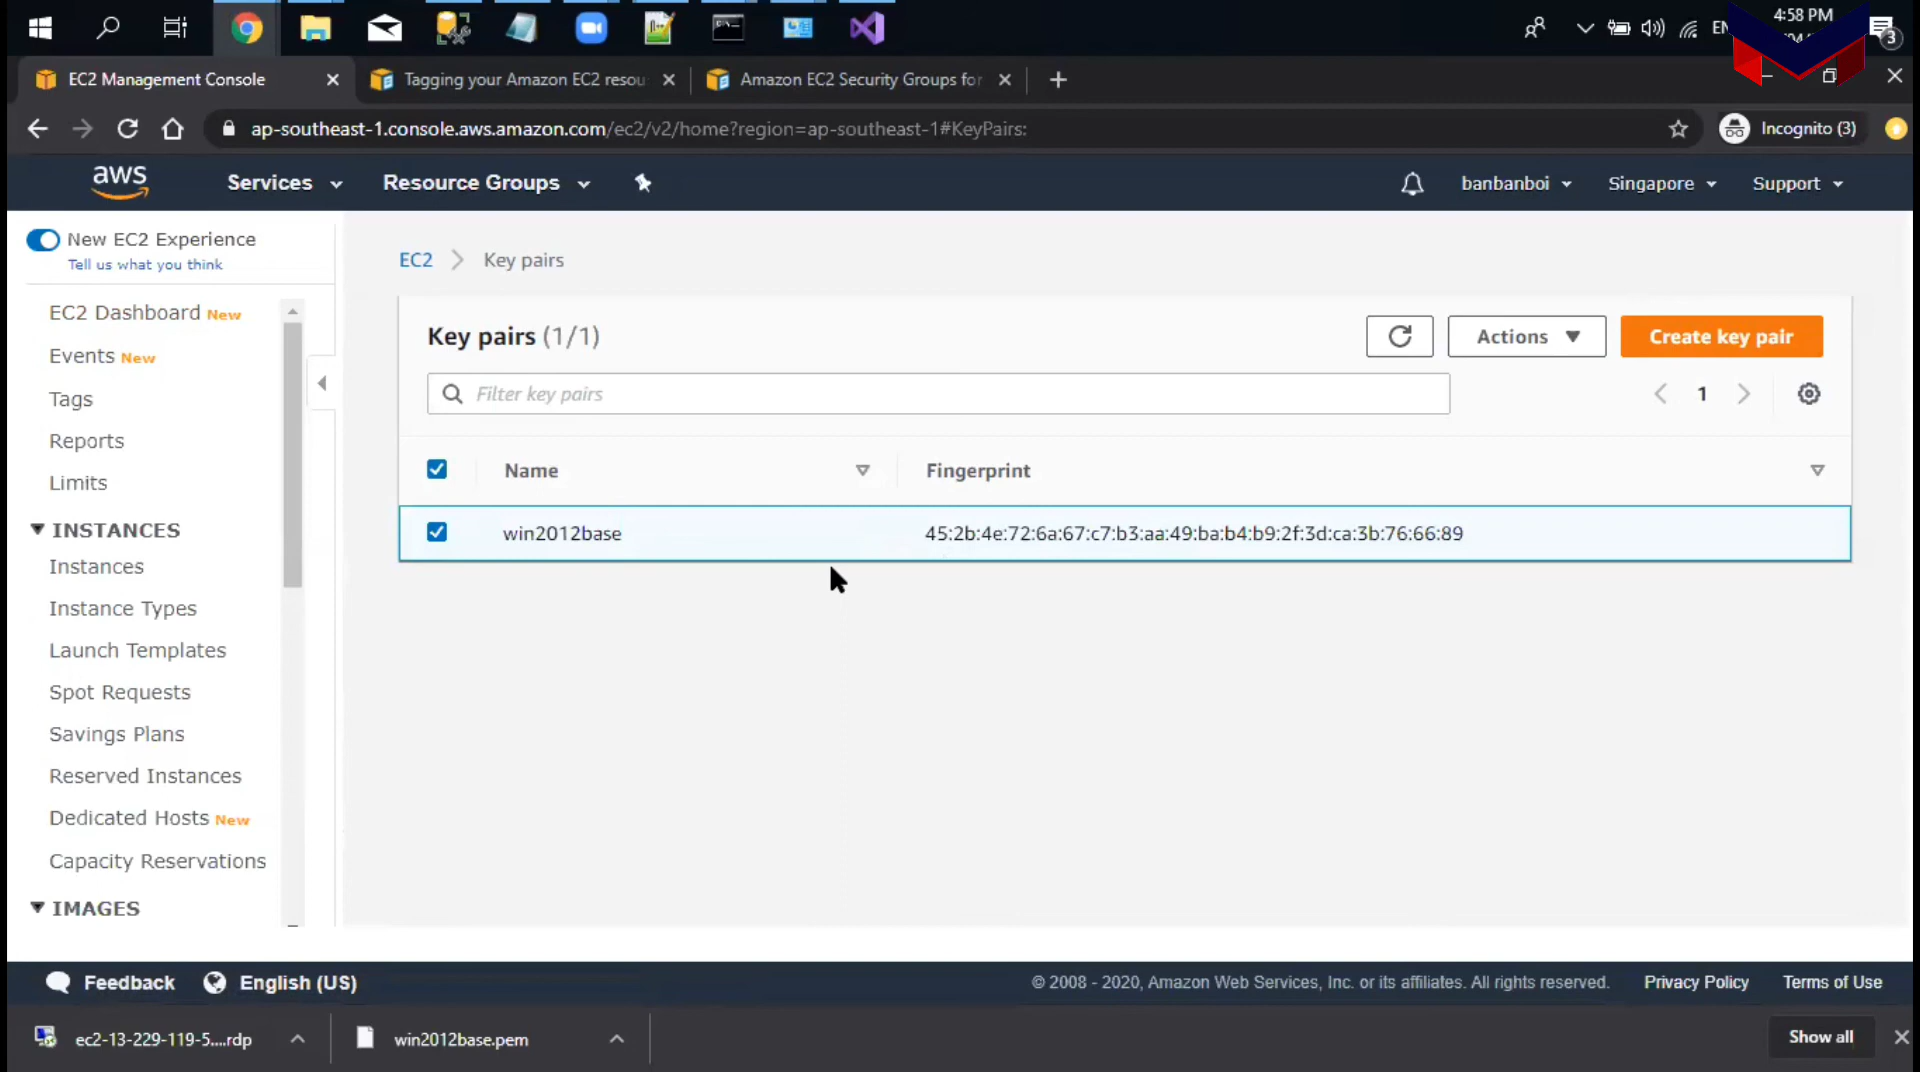 4:58 PM
3
EC2 Management Console
Tagging your Amazon EC2 resou
Amazon EC2 Security Groups for
ap-southeast-1.console.aws.amazon.com/ec2/v2/home?region=ap-southeast-1#KeyPairs:
Incognito (3)
aws
Services
Resource Groups
banbanboi
Singapore
Support
New EC2 Experience
Tell us what you think
EC2 Dashboard New
Events New
Tags
Reports
Limits
INSTANCES
Instances
Instance Types
Launch Templates
Spot Requests
Savings Plans
Reserved Instances
Dedicated Hosts New
Capacity Reservations
IMAGES
EC2 > Key pairs
Key pairs (1/1)
Actions
Create key pair
Filter key pairs
1
Name
Fingerprint
win2012base
45:2b:4e:72:6a:67:c7:b3:aa:49:ba:b4:b9:2f:3d:ca:3b:76:66:89
Feedback
English (US)
© 2008 - 2020, Amazon Web Services, Inc. or its affiliates. All rights reserved.
Privacy Policy
Terms of Use
ec2-13-229-119-5....rdp
win2012base.pem
Show all